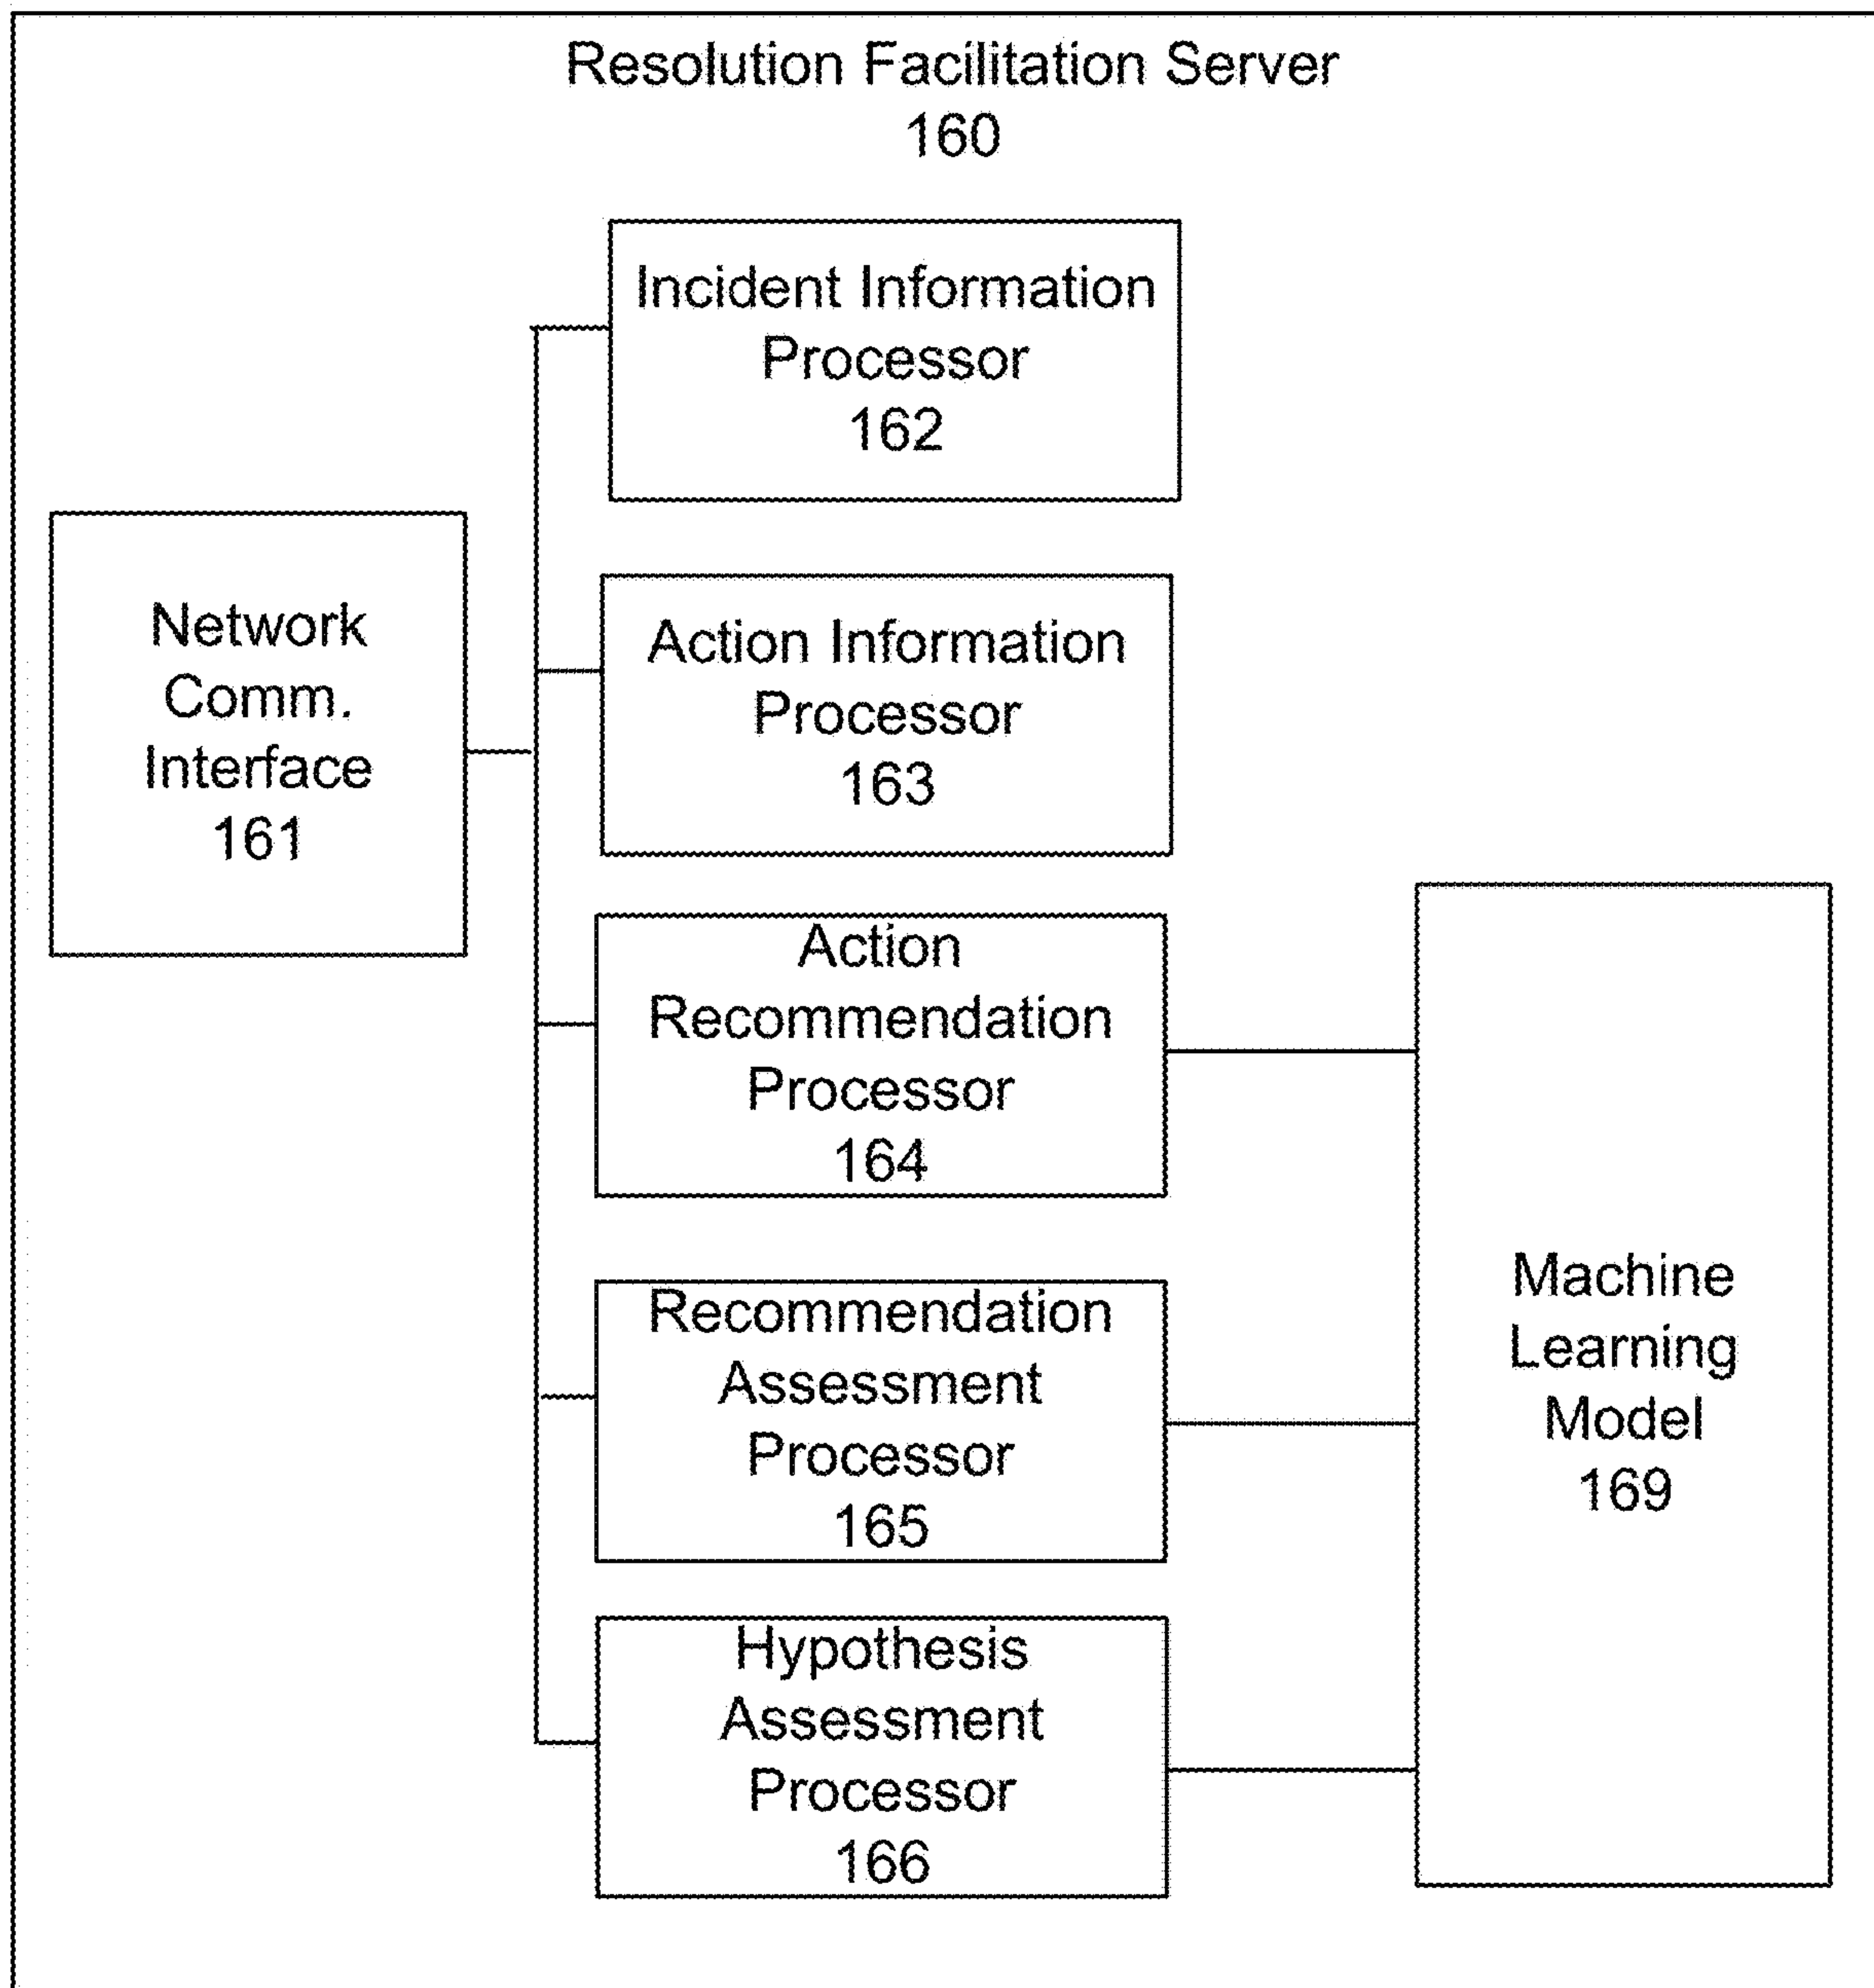 Resolution Facilitation Server
160
Incident Information
Processor
162
Network
Comm.
Interface
161
Action Information
Processor
163
Action
Recommendation
Processor
164
Recommendation
Assessment
Processor
165
Hypothesis
Assessment
Processor
166
Machine
Learning
Model
169